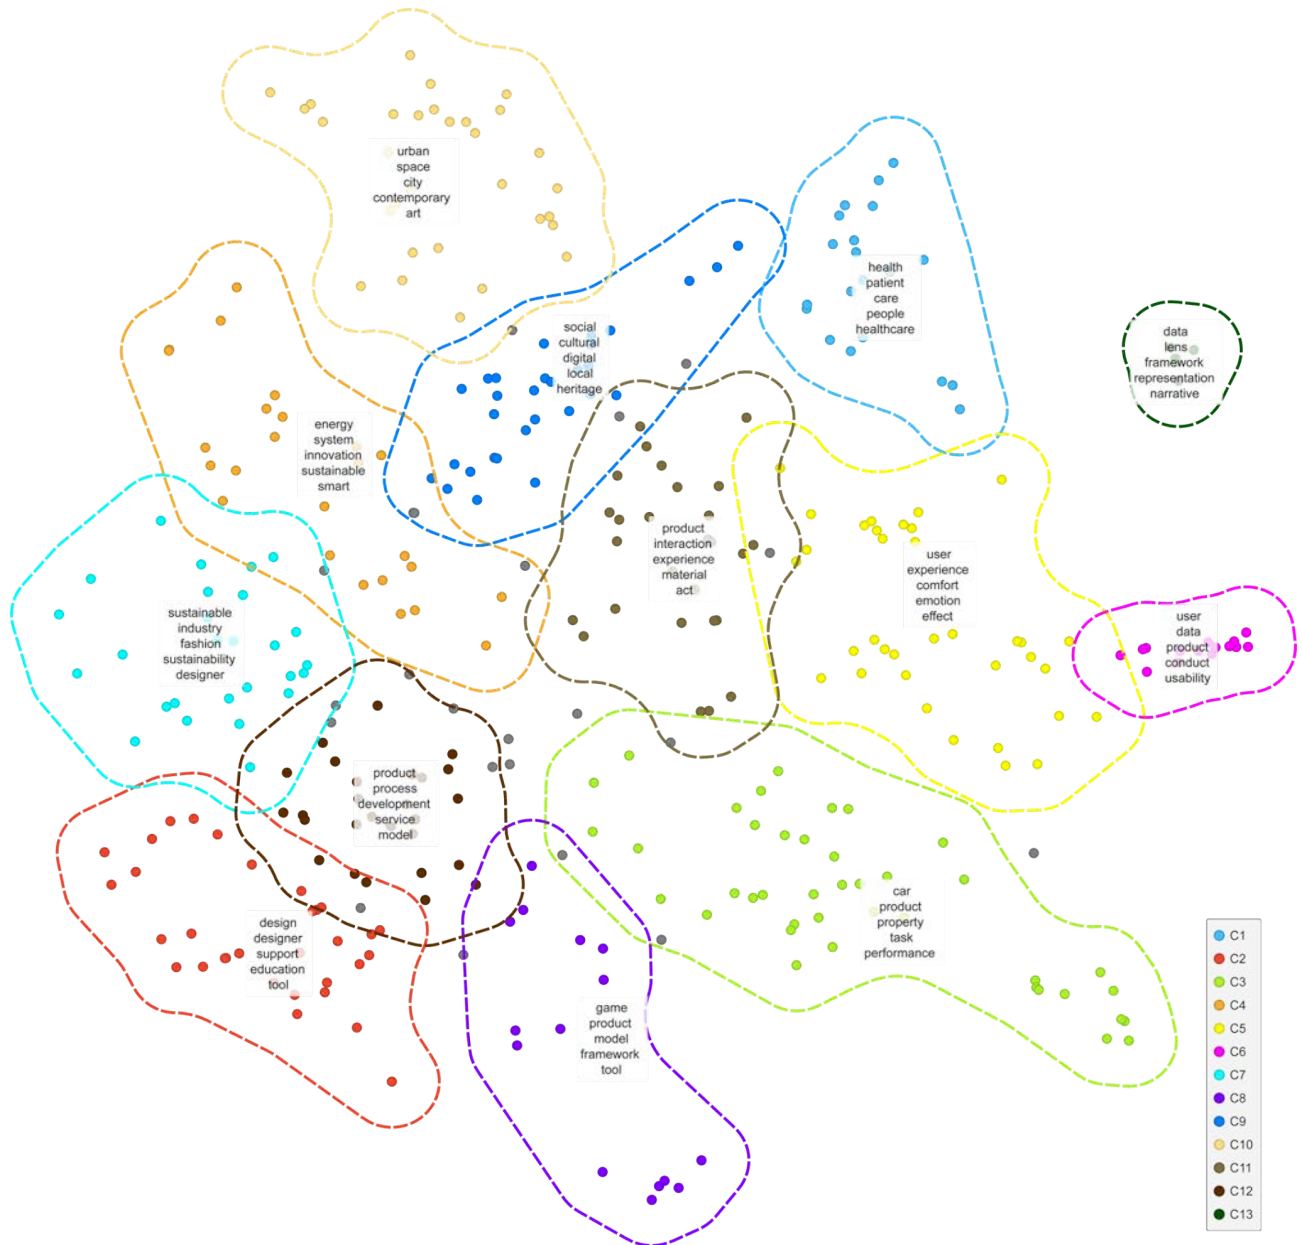 urban
space
city
contemporary
art
health
patient
care
people
healthcare
social
cultural
digital
local
heritage
data
lens
framework
representation
narrative
energy
system
innovation
sustainable
smart
product
interaction
experience
material
act
user
experience
comfort
emotion
effect
sustainable
industry
fashion
sustainability
designer
user
data
product
conduct
usability
product
process
development
service
model
car
product
property
task
performance
design
designer
support
education
tool
game
product
model
framework
tool
C1
C2
C3
C4
C5
C6
C7
C8
C9
C10
C11
C12
C13